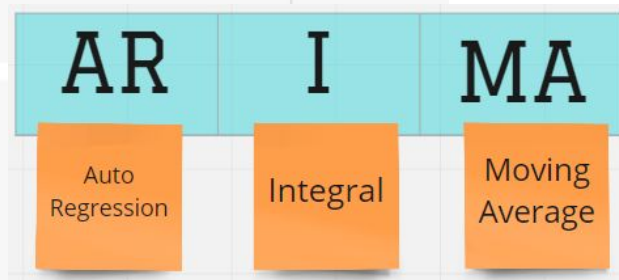 AR I MA
Auto
Regression
Integral
Moving
Average